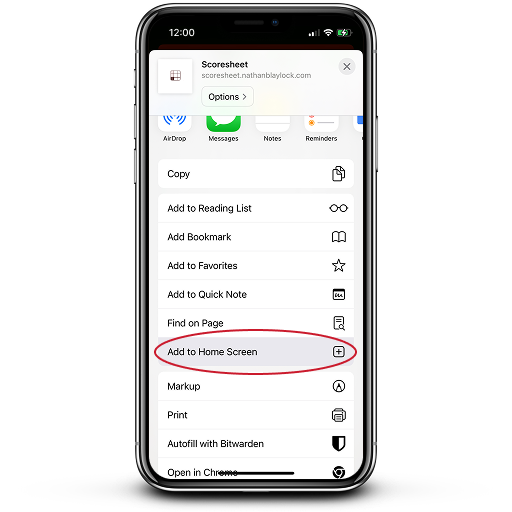 12:00
Scoresheet
scoresheet.nathanblaylock.com
Options
AirDrop
Messages
Notes
Reminders
Copy
Add to Reading List
Add Bookmark
Add to Favorites
Add to Quick Note
Find on Page
Add to Home Screen
Markup
Print
Autofill with Bitwarden
Open in Chrome